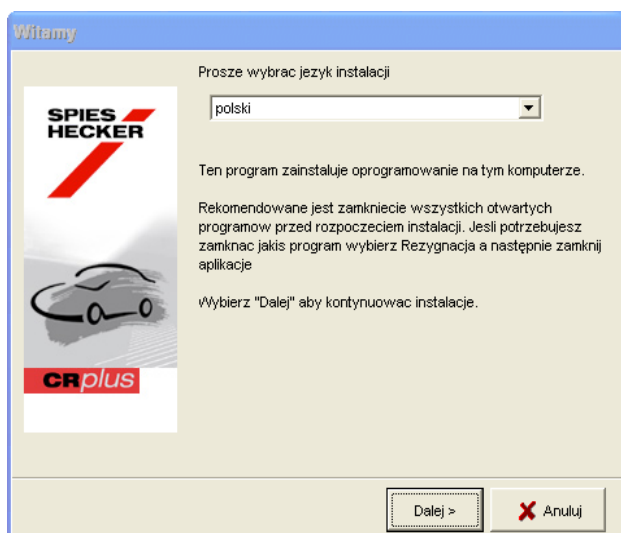 Witamy
Prosze wybrac jezyk instalacji
polski
SPIES
HECKER
Ten program zainstaluje oprogramowanie na tym komputerze.
Rekomendowane jest zamkniecie wszystkich otwartych
programow przed rozpoczeciem instalacji. Jesli potrzebujesz
zamknac jakis program wybierz Rezygnacja a następnie zamknij
aplikacje
Wybierz "Dalej" aby kontynuowac instalacje.
CRplus
Dalej >
Anuluj